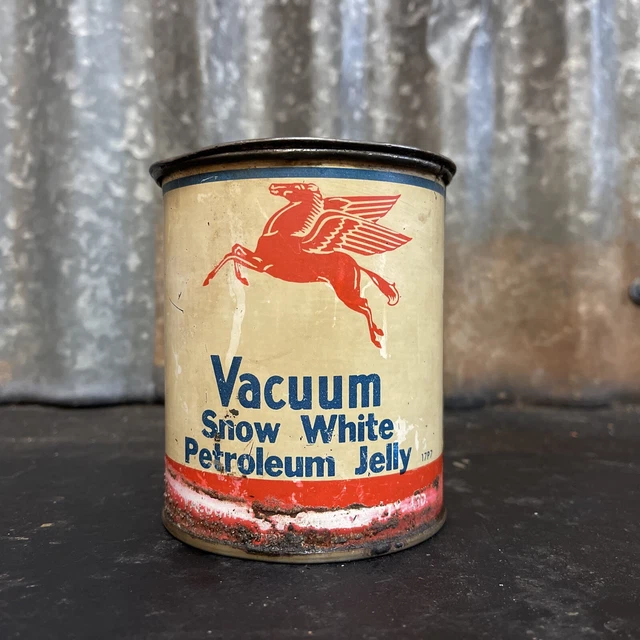 Vacuum
Snow White
Petroleum Jelly